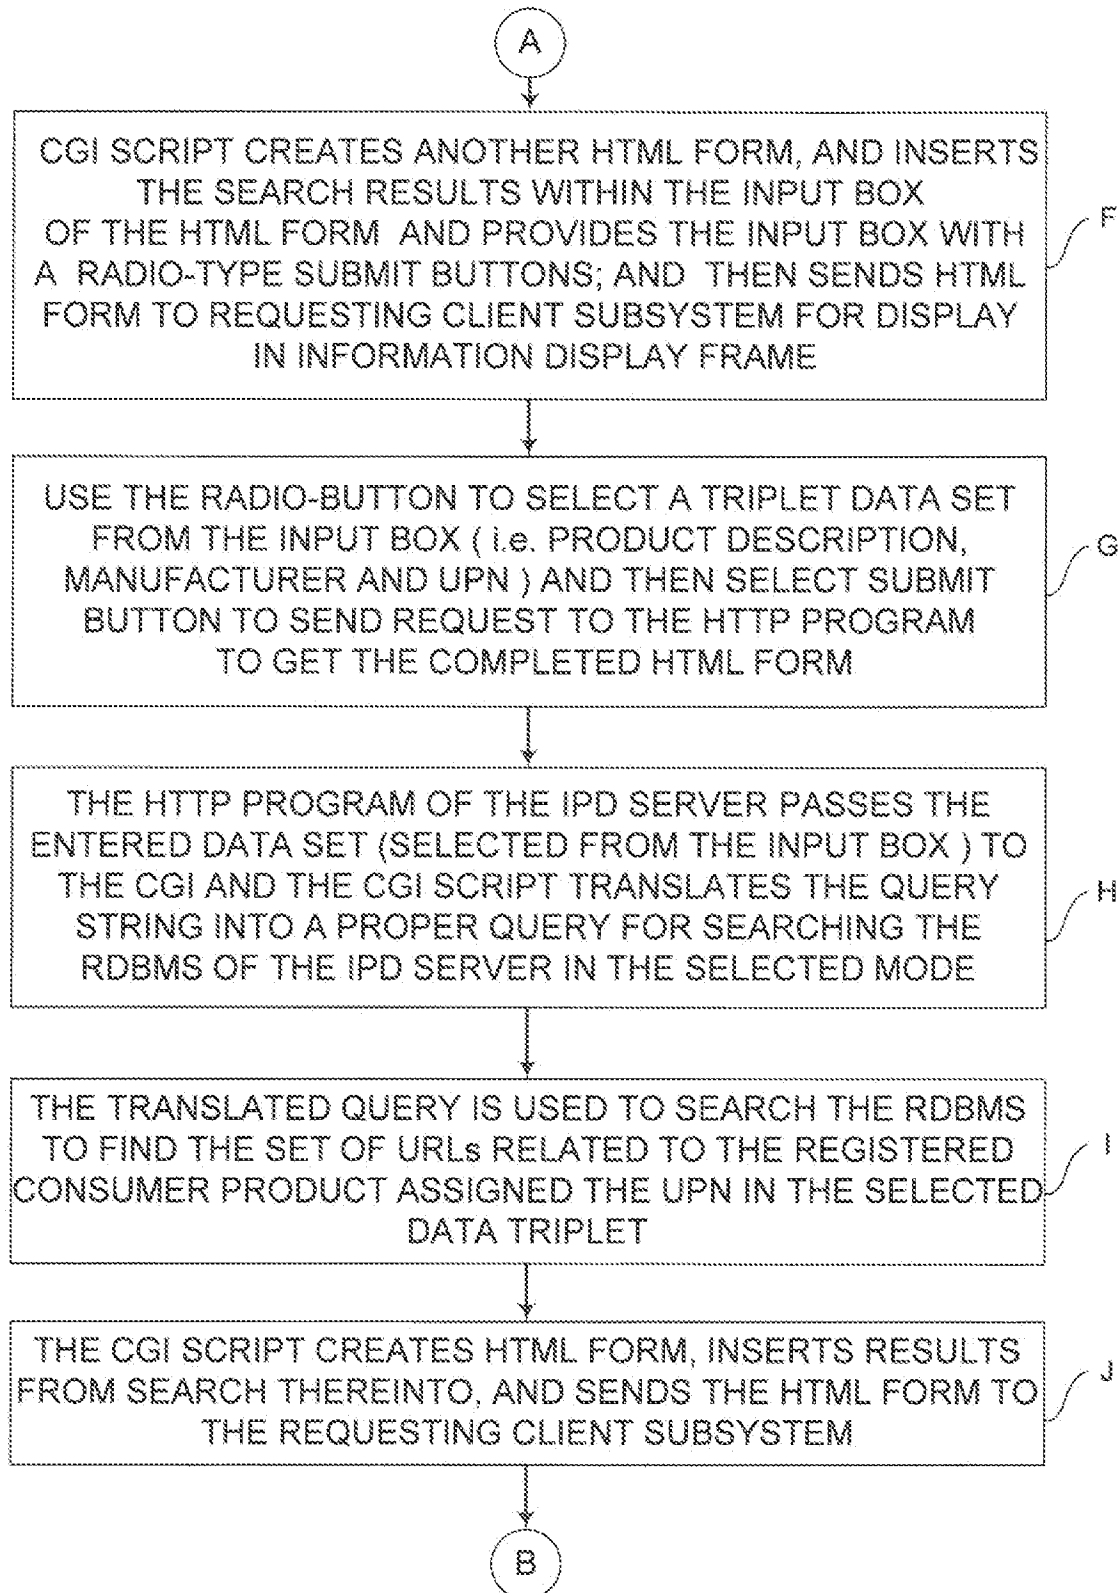 A
CGI SCRIPT CREATES ANOTHER HTML FORM, AND INSERTS
THE SEARCH RESULTS WITHIN THE INPUT BOX
OF THE HTML FORM AND PROVIDES THE INPUT BOX WITH
A RADIO-TYPE SUBMIT BUTTONS; AND THEN SENDS HTML
FORM TO REQUESTING CLIENT SUBSYSTEM FOR DISPLAY
IN INFORMATION DISPLAY FRAME
F
USE THE RADIO-BUTTON TO SELECT A TRIPLET DATA SET
FROM THE INPUT BOX ( i.e. PRODUCT DESCRIPTION,
MANUFACTURER AND UPN ) AND THEN SELECT SUBMIT
BUTTON TO SEND REQUEST TO THE HTTP PROGRAM
TO GET THE COMPLETED HTML FORM
G
THE HTTP PROGRAM OF THE IPD SERVER PASSES THE
ENTERED DATA SET (SELECTED FROM THE INPUT BOX ) TO
THE CGI AND THE CGI SCRIPT TRANSLATES THE QUERY
STRING INTO A PROPER QUERY FOR SEARCHING THE
RDBMS OF THE IPD SERVER IN THE SELECTED MODE
H
THE TRANSLATED QUERY IS USED TO SEARCH THE RDBMS
TO FIND THE SET OF URLs RELATED TO THE REGISTERED
CONSUMER PRODUCT ASSIGNED THE UPN IN THE SELECTED
DATA TRIPLET
I
THE CGI SCRIPT CREATES HTML FORM, INSERTS RESULTS
FROM SEARCH THEREINTO, AND SENDS THE HTML FORM TO
THE REQUESTING CLIENT SUBSYSTEM
J
B